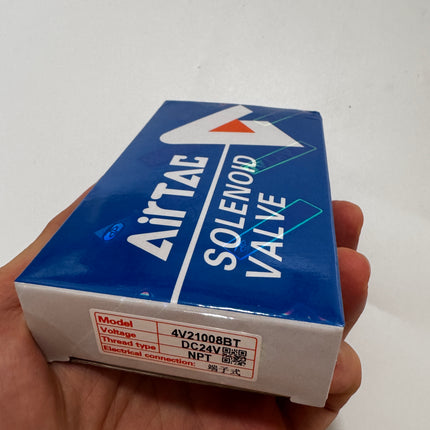 AirTAC
SOLENOID
VALVE
Model 4V21008BT
Voltage DC24V
Thread type NPT
Electrical connection: 端子式